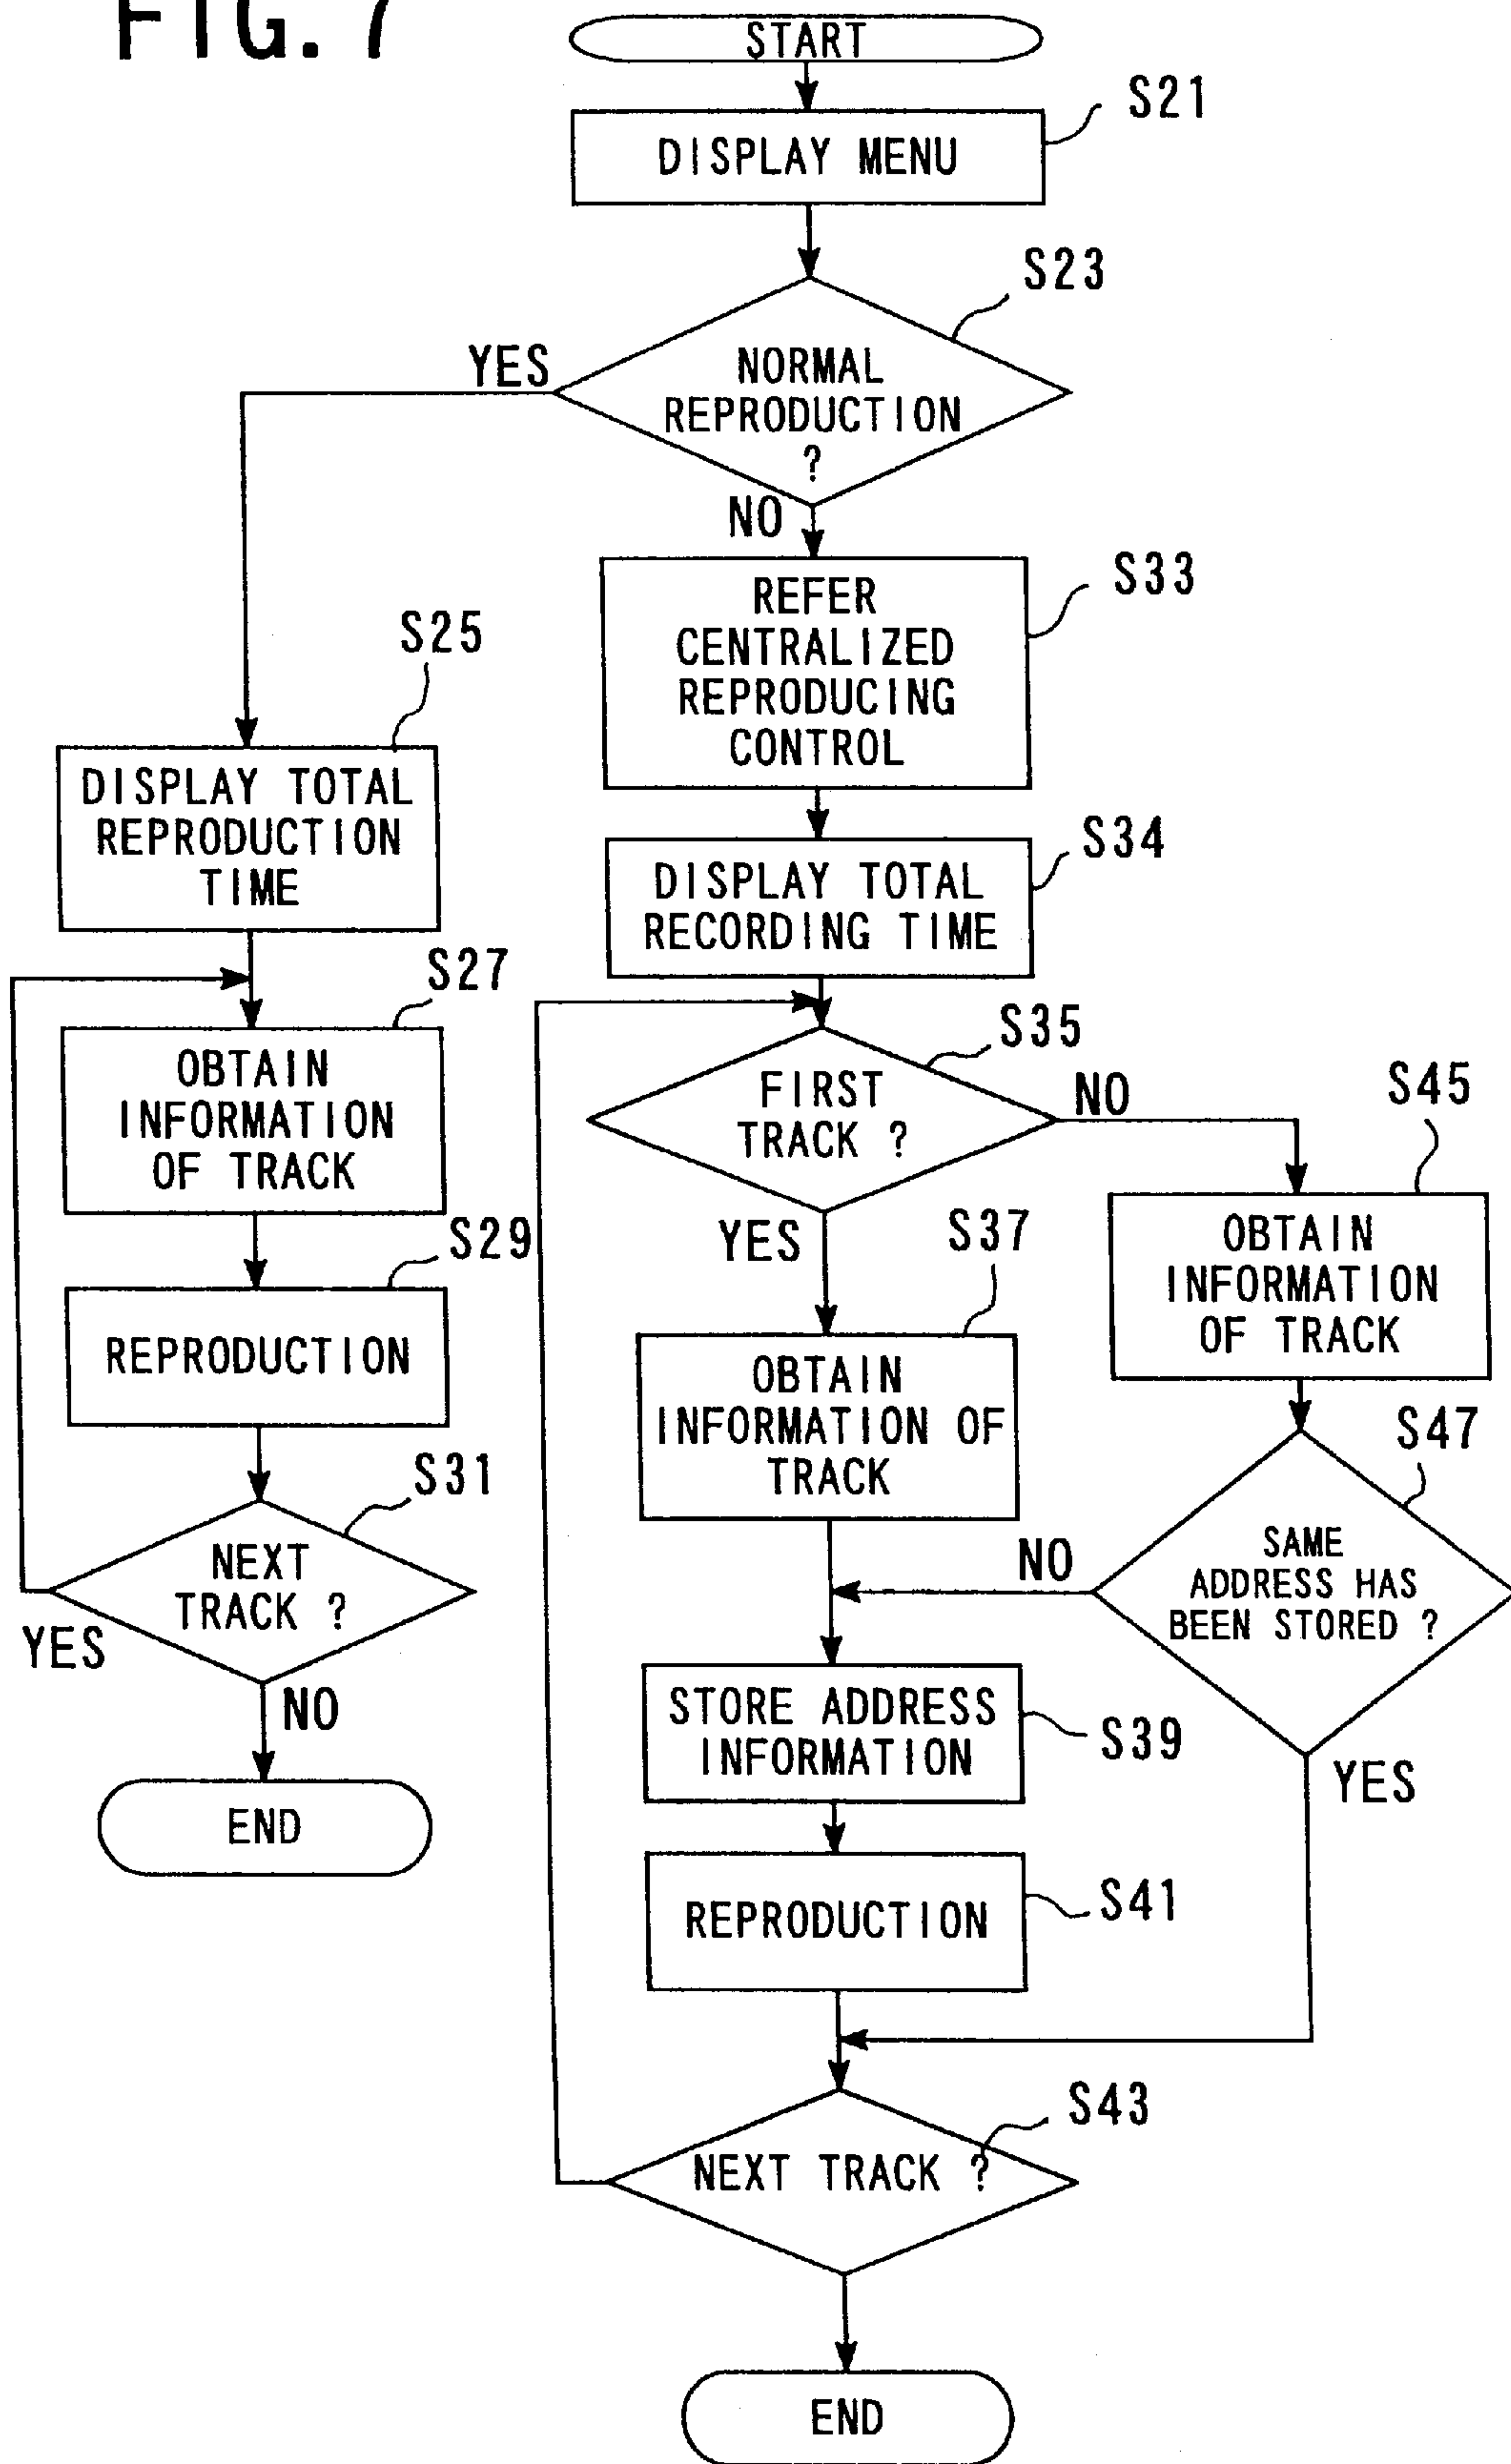 FIG. 7
START
S21
DISPLAY MENU
S23
YES
NORMAL
REPRODUCTION
?
NO
S33
REFER
CENTRALIZED
REPRODUCING
CONTROL
S25
DISPLAY TOTAL
REPRODUCTION
TIME
S34
DISPLAY TOTAL
RECORDING TIME
S27
OBTAIN
INFORMATION
OF TRACK
S35
FIRST
TRACK ?
NO
S45
YES
S37
OBTAIN
INFORMATION
OF TRACK
S29
REPRODUCTION
OBTAIN
INFORMATION OF
TRACK
S47
SAME
ADDRESS HAS
BEEN STORED ?
NO
YES
S31
NEXT
TRACK ?
YES
NO
END
STORE ADDRESS
INFORMATION
S39
REPRODUCTION
S41
S43
NEXT TRACK ?
END